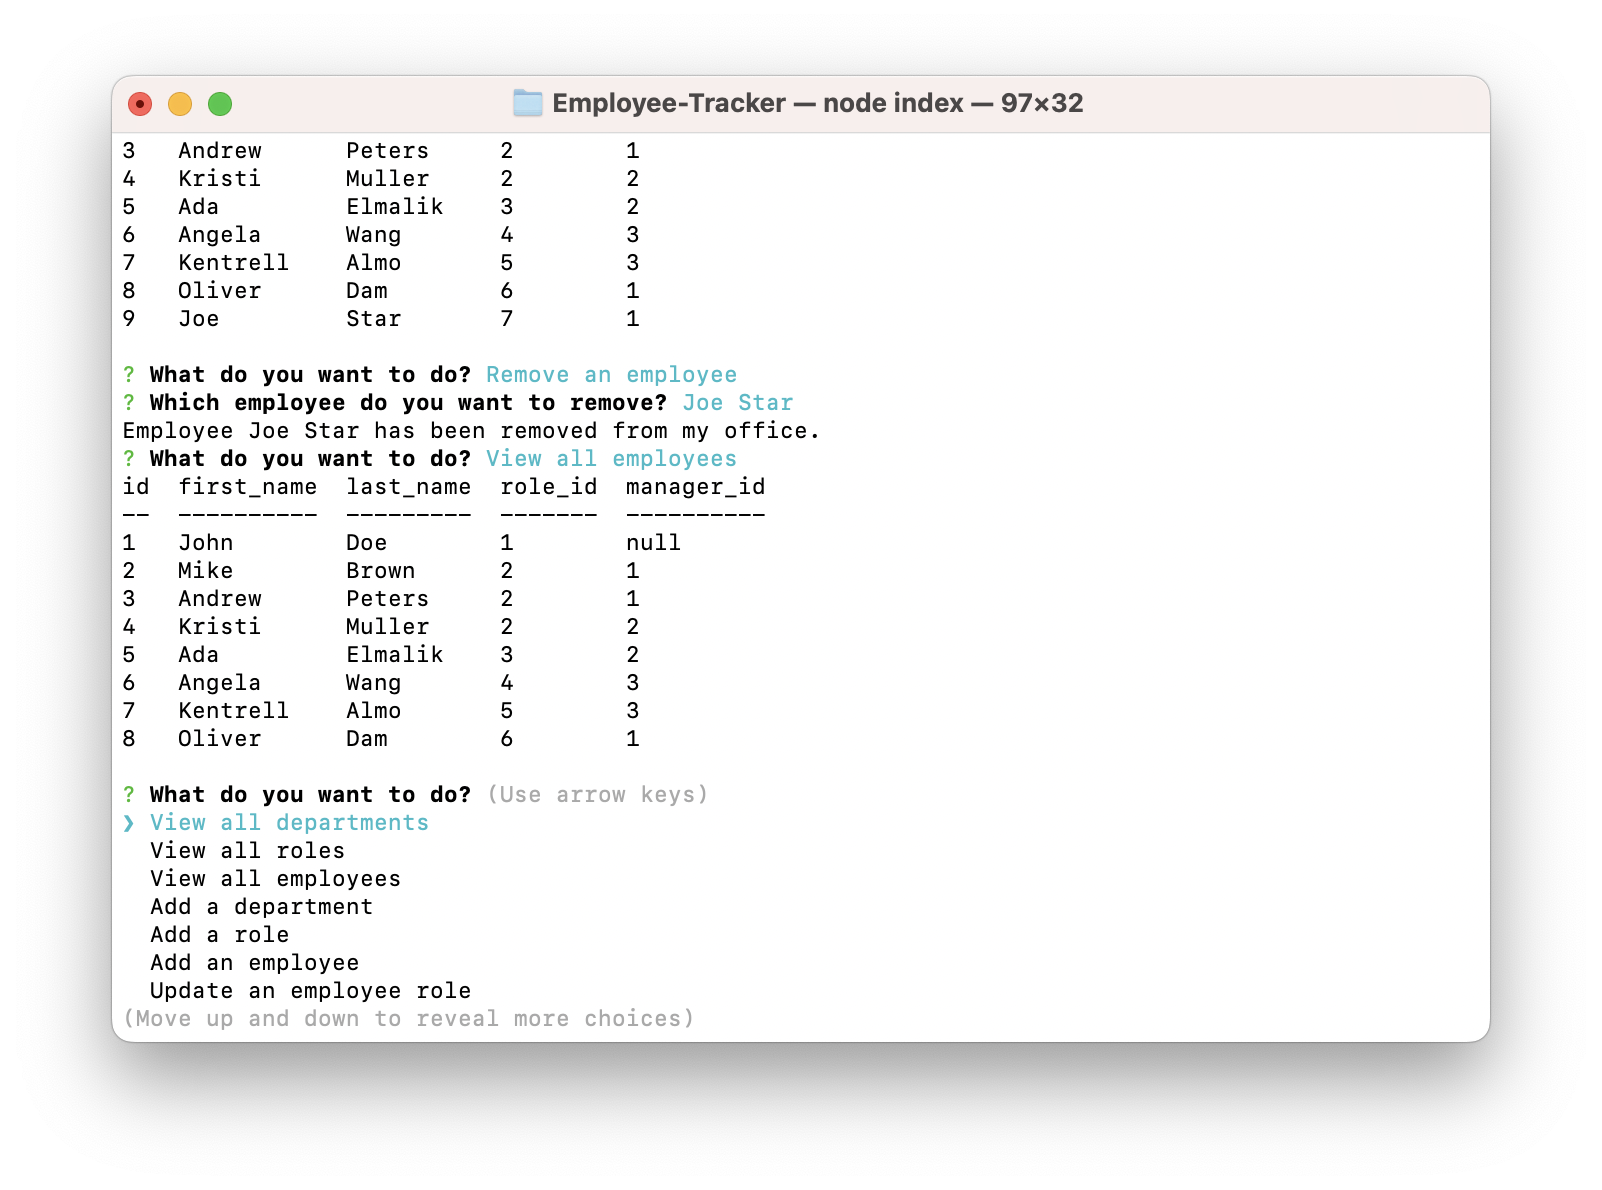 Employee-Tracker — node index — 97×32
3   Andrew      Peters     2        1
4   Kristi      Muller     2        2
5   Ada         Elmalik    3        2
6   Angela      Wang       4        3
7   Kentrell    Almo       5        3
8   Oliver      Dam        6        1
9   Joe         Star       7        1
? What do you want to do? Remove an employee
? Which employee do you want to remove? Joe Star
Employee Joe Star has been removed from my office.
? What do you want to do? View all employees
id  first_name  last_name  role_id  manager_id
--  ----------  ---------  -------  ----------
1   John        Doe        1        null
2   Mike        Brown      2        1
3   Andrew      Peters     2        1
4   Kristi      Muller     2        2
5   Ada         Elmalik    3        2
6   Angela      Wang       4        3
7   Kentrell    Almo       5        3
8   Oliver      Dam        6        1
? What do you want to do? (Use arrow keys)
❯ View all departments
  View all roles
  View all employees
  Add a department
  Add a role
  Add an employee
  Update an employee role
(Move up and down to reveal more choices)